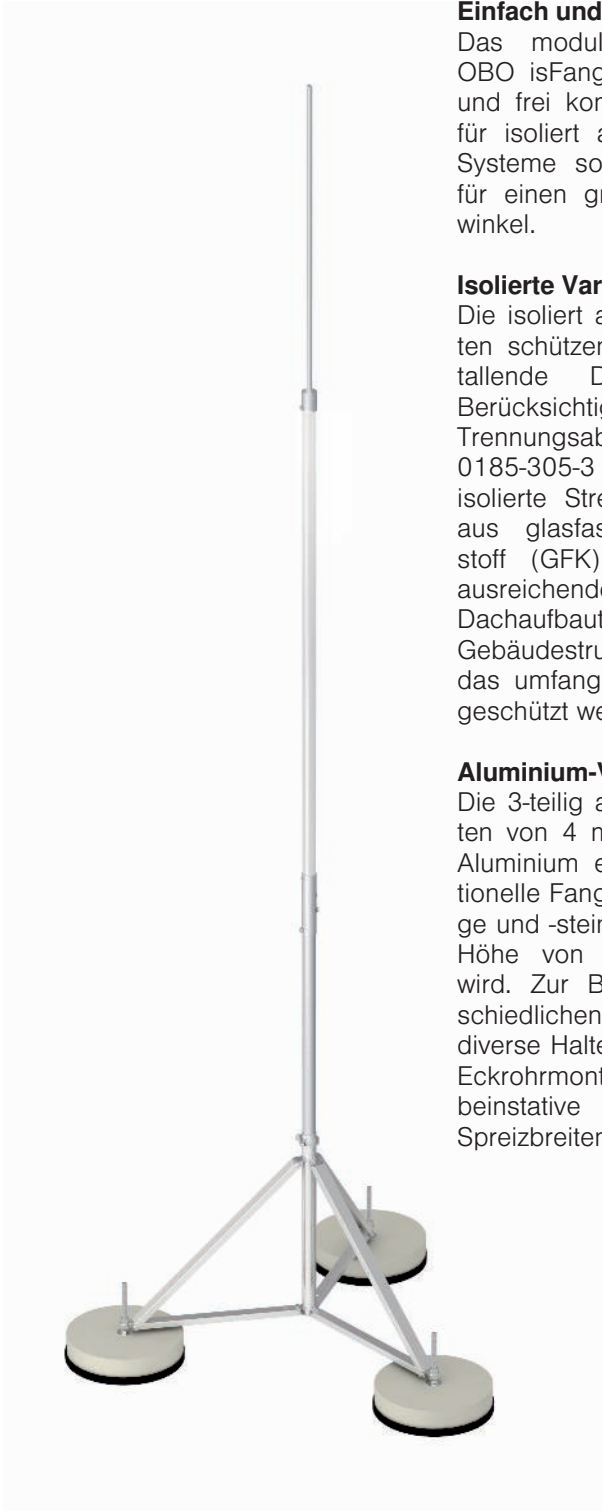 Einfach und
Das modul
OBO isFang
und frei kor
für isoliert a
Systeme so
für einen gr
winkel.
Isolierte Var
Die isoliert a
ten schützer
tallende D
Berücksichtig
Trennungsab
0185-305-3
isolierte Stre
aus glasfas
stoff (GFK)
ausreichende
Dachaufbaut
Gebäudestru
das umfang
geschützt we
Aluminium-V
Die 3-teilig a
ten von 4 m
Aluminium e
tionelle Fang
ge und -stein
Höhe von
wird. Zur B
schiedlichen
diverse Halte
Eckrohrmont
beinstative
Spreizbreiten